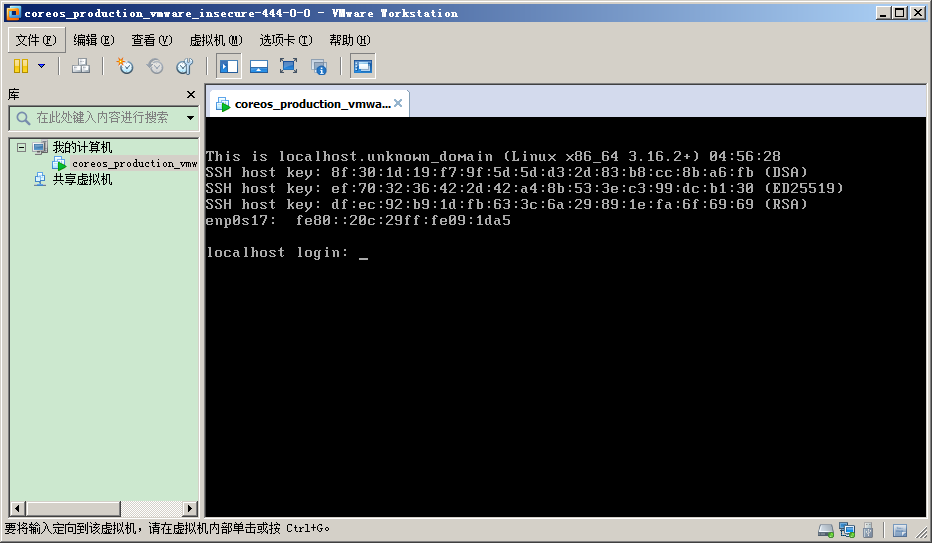 coreos_production_vmware_insecure-444-0-0 - VMware Workstation
文件(F) 编辑(E) 查看(V) 虚拟机(M) 选项卡(T) 帮助(H)
库
在此处键入内容进行搜索
我的计算机
coreos_production_vmw
共享虚拟机
coreos_production_vmwa...
This is localhost.unknown_domain (Linux x86_64 3.16.2+) 04:56:28
SSH host key: 8f:30:1d:19:f7:9f:5d:5d:d3:2d:83:b8:cc:8b:a6:fb (DSA)
SSH host key: ef:70:32:36:42:2d:42:a4:8b:53:3e:c3:99:dc:b1:30 (ED25519)
SSH host key: df:ec:92:b9:1d:fb:63:3c:6a:29:89:1e:fa:6f:69:69 (RSA)
enp0s17:  fe80::20c:29ff:fe09:1da5
localhost login: _
要将输入定向到该虚拟机，请在虚拟机内部单击或按 Ctrl+G。